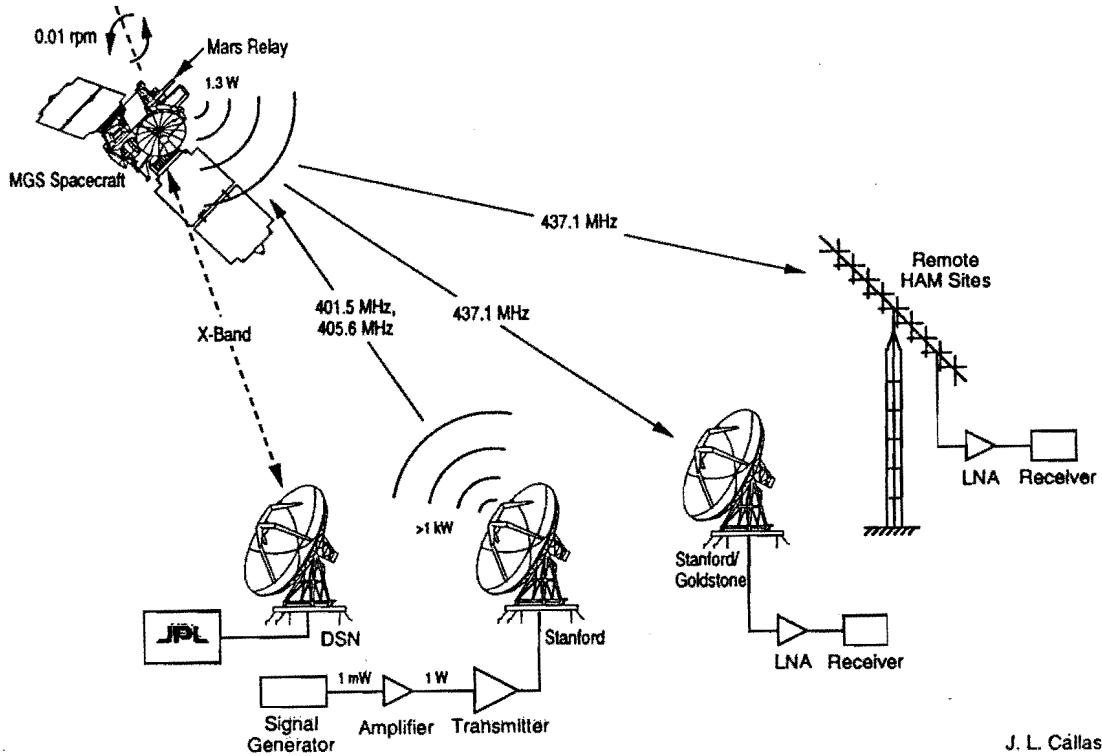 0.01 rpm
Mars Relay
1.3 W
MGS Spacecraft
437.1 MHz
Remote
HAM Sites
401.5 MHz,
405.6 MHz
437.1 MHz
X-Band
LNA
Receiver
>1 kW
Stanford/
Goldstone
JPL
DSN
Stanford
LNA
Receiver
1 mW
1 W
Signal
Generator
Amplifier
Transmitter
J. L. Callas